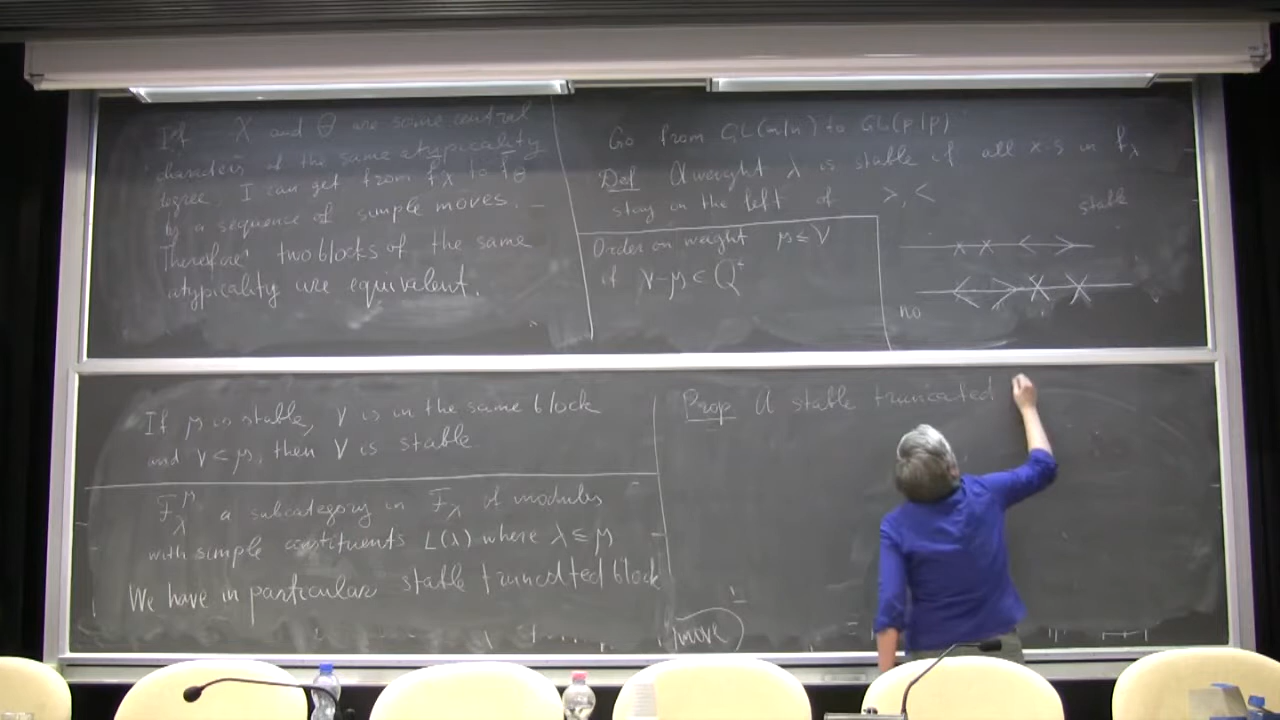 If χ and θ are some central
characters of the same atypicality
degree, I can get from F_χ to F_θ
by a sequence of simple moves.
Therefore two blocks of the same
atypicality are equivalent.
Go from GL(m|n) to GL(p|p)
Def A weight λ is stable if all x-s in f_λ
stay on the left of >, <
stable
× × < >
Order on weight μ ≤ ν
if ν-μ ∈ Q⁺
< > × ×
no
If μ is stable, ν is in the same block
and ν < μ, then ν is stable
F_λ^μ a subcategory in F_λ of modules
with simple constituents L(λ) where λ ≤ μ
We have in particular stable truncated block
Prop A stable truncated
move